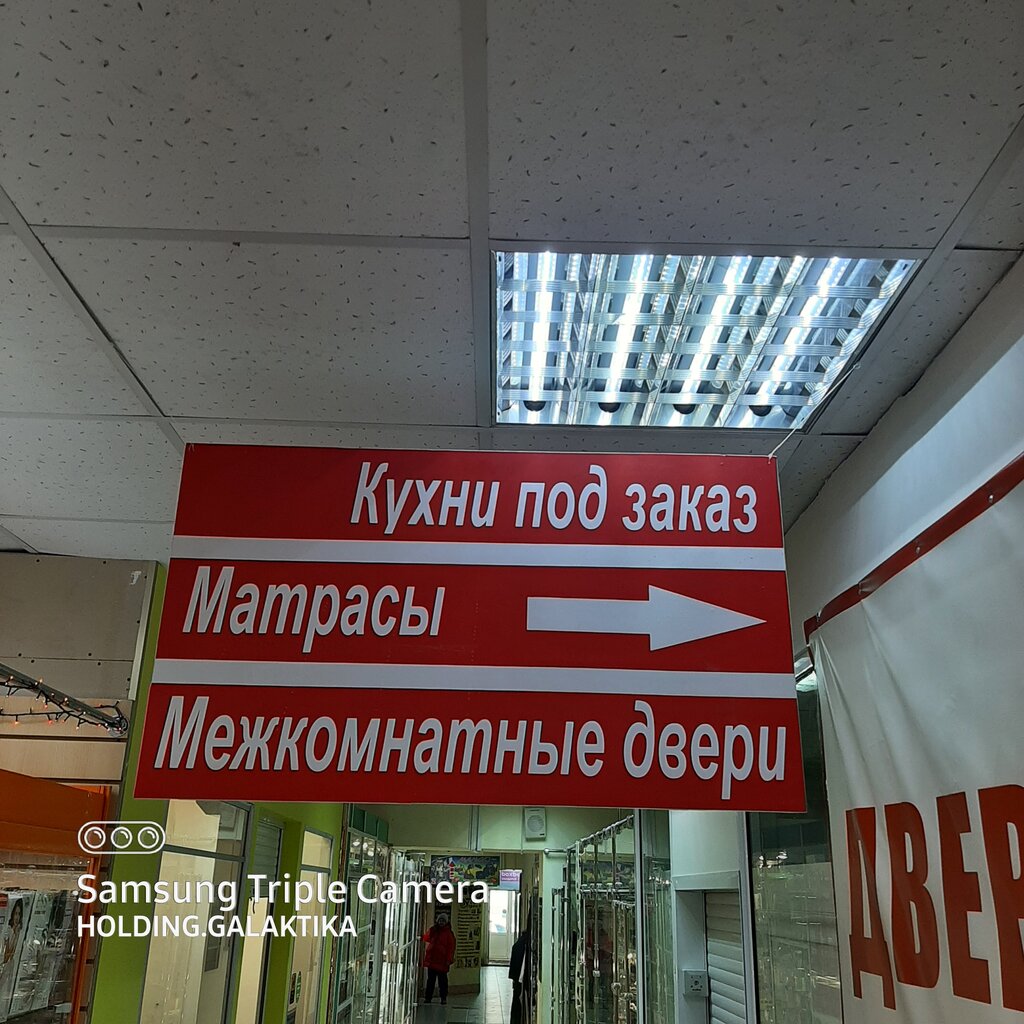 Кухни под заказ
Матрасы
Межкомнатные двери
ДВЕР
Samsung Triple Camera
HOLDING.GALAKTIKA